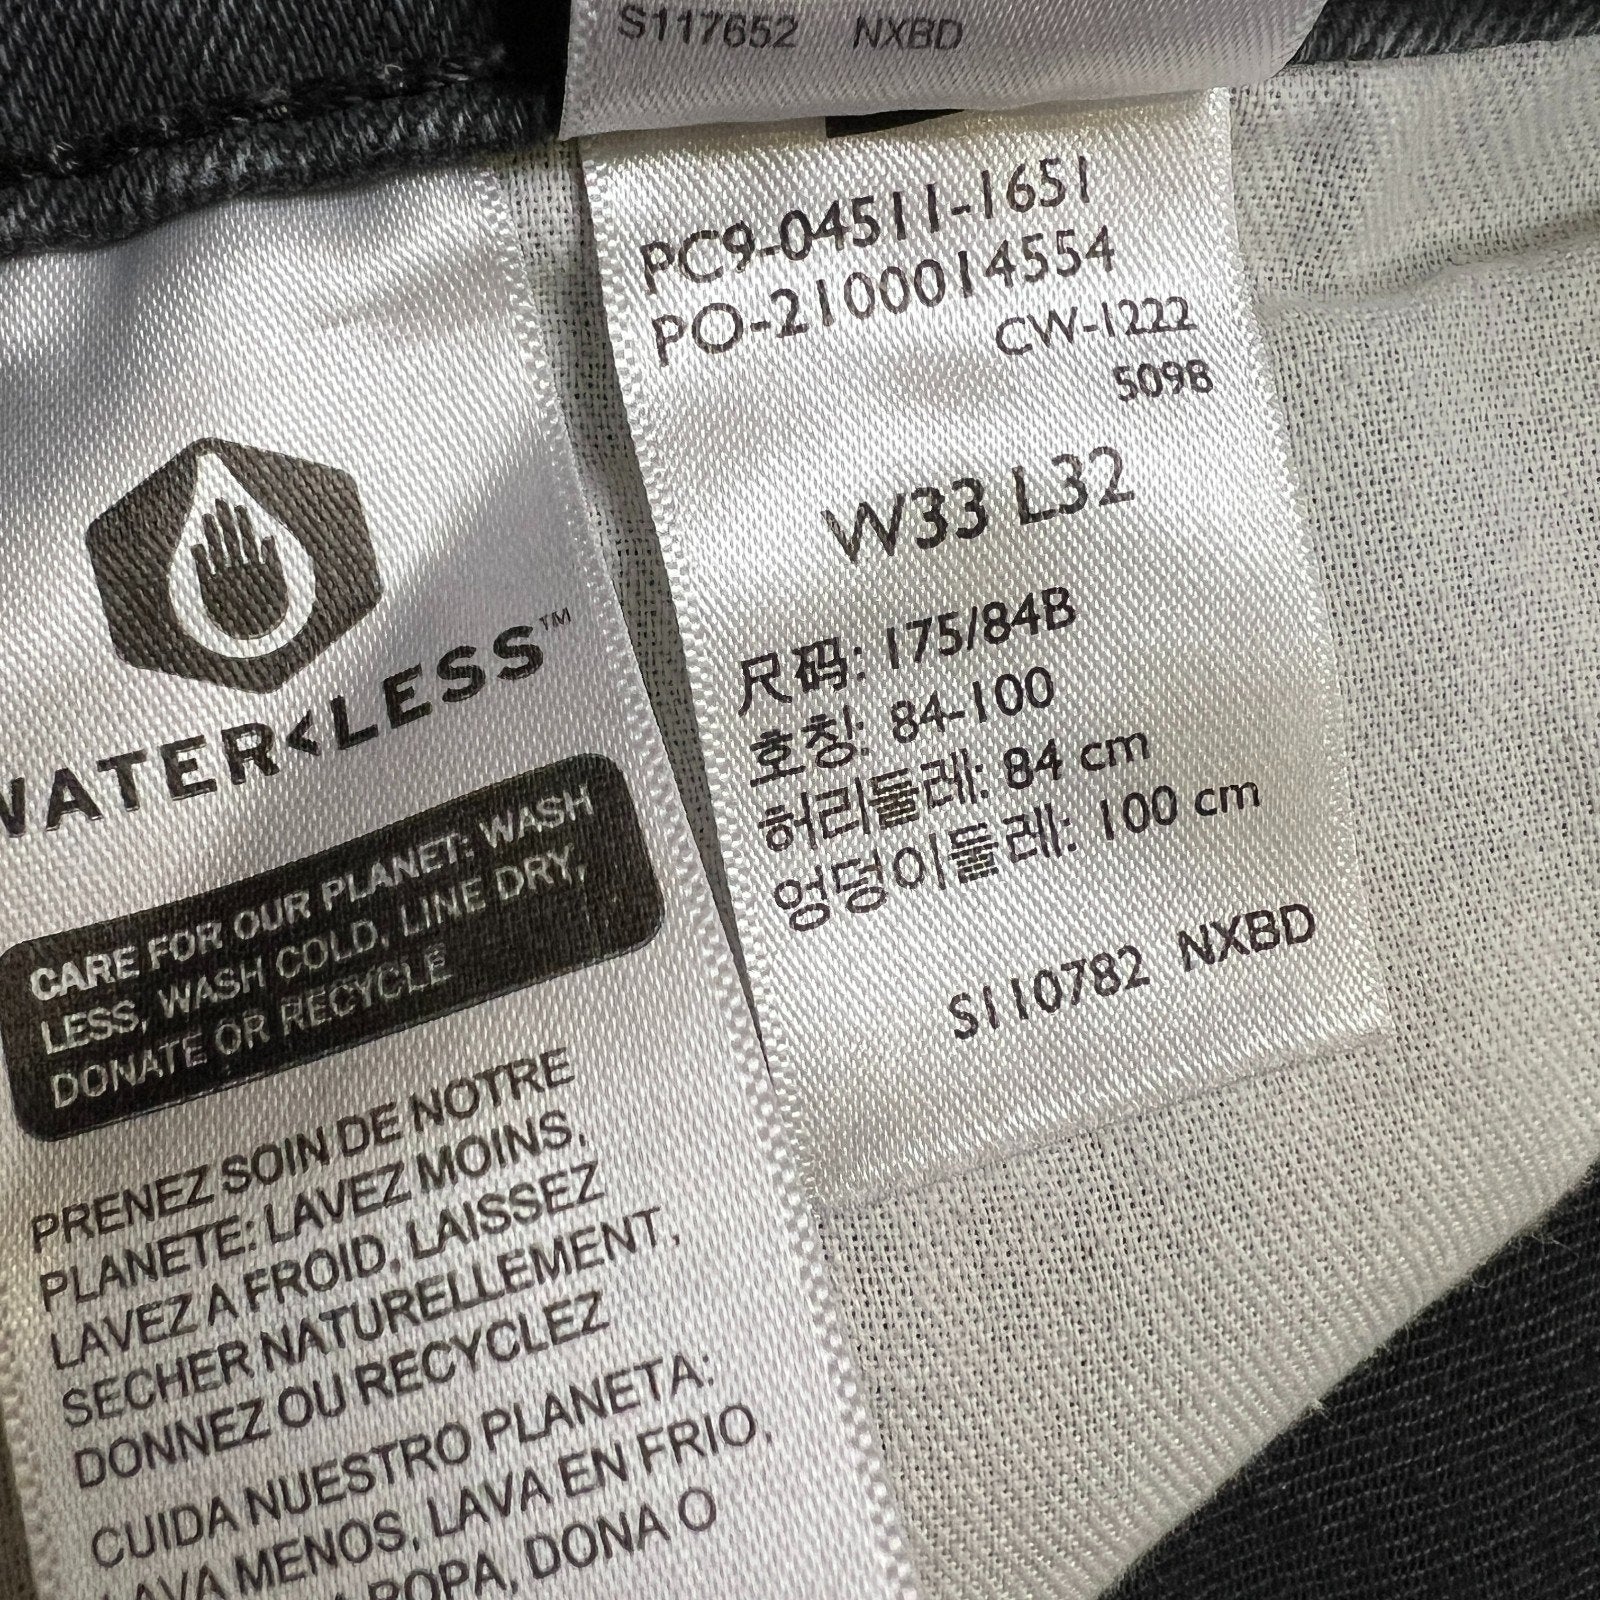 S117652 NXBD
PC9-04511-1651
PO-2100014554
CW-1222
5098
W33 L32
尺码: 175/84B
호칭: 84-100
허리둘레: 84 cm
엉덩이둘레: 100 cm
S110782 NXBD
WATER<LESS™
CARE FOR OUR PLANET: WASH
LESS, WASH COLD, LINE DRY,
DONATE OR RECYCLE
PRENEZ SOIN DE NOTRE
PLANETE: LAVEZ MOINS,
LAVEZ A FROID, LAISSEZ
SECHER NATURELLEMENT,
DONNEZ OU RECYCLEZ
CUIDA NUESTRO PLANETA:
LAVA MENOS, LAVA EN FRIO,
ROPA, DONA O